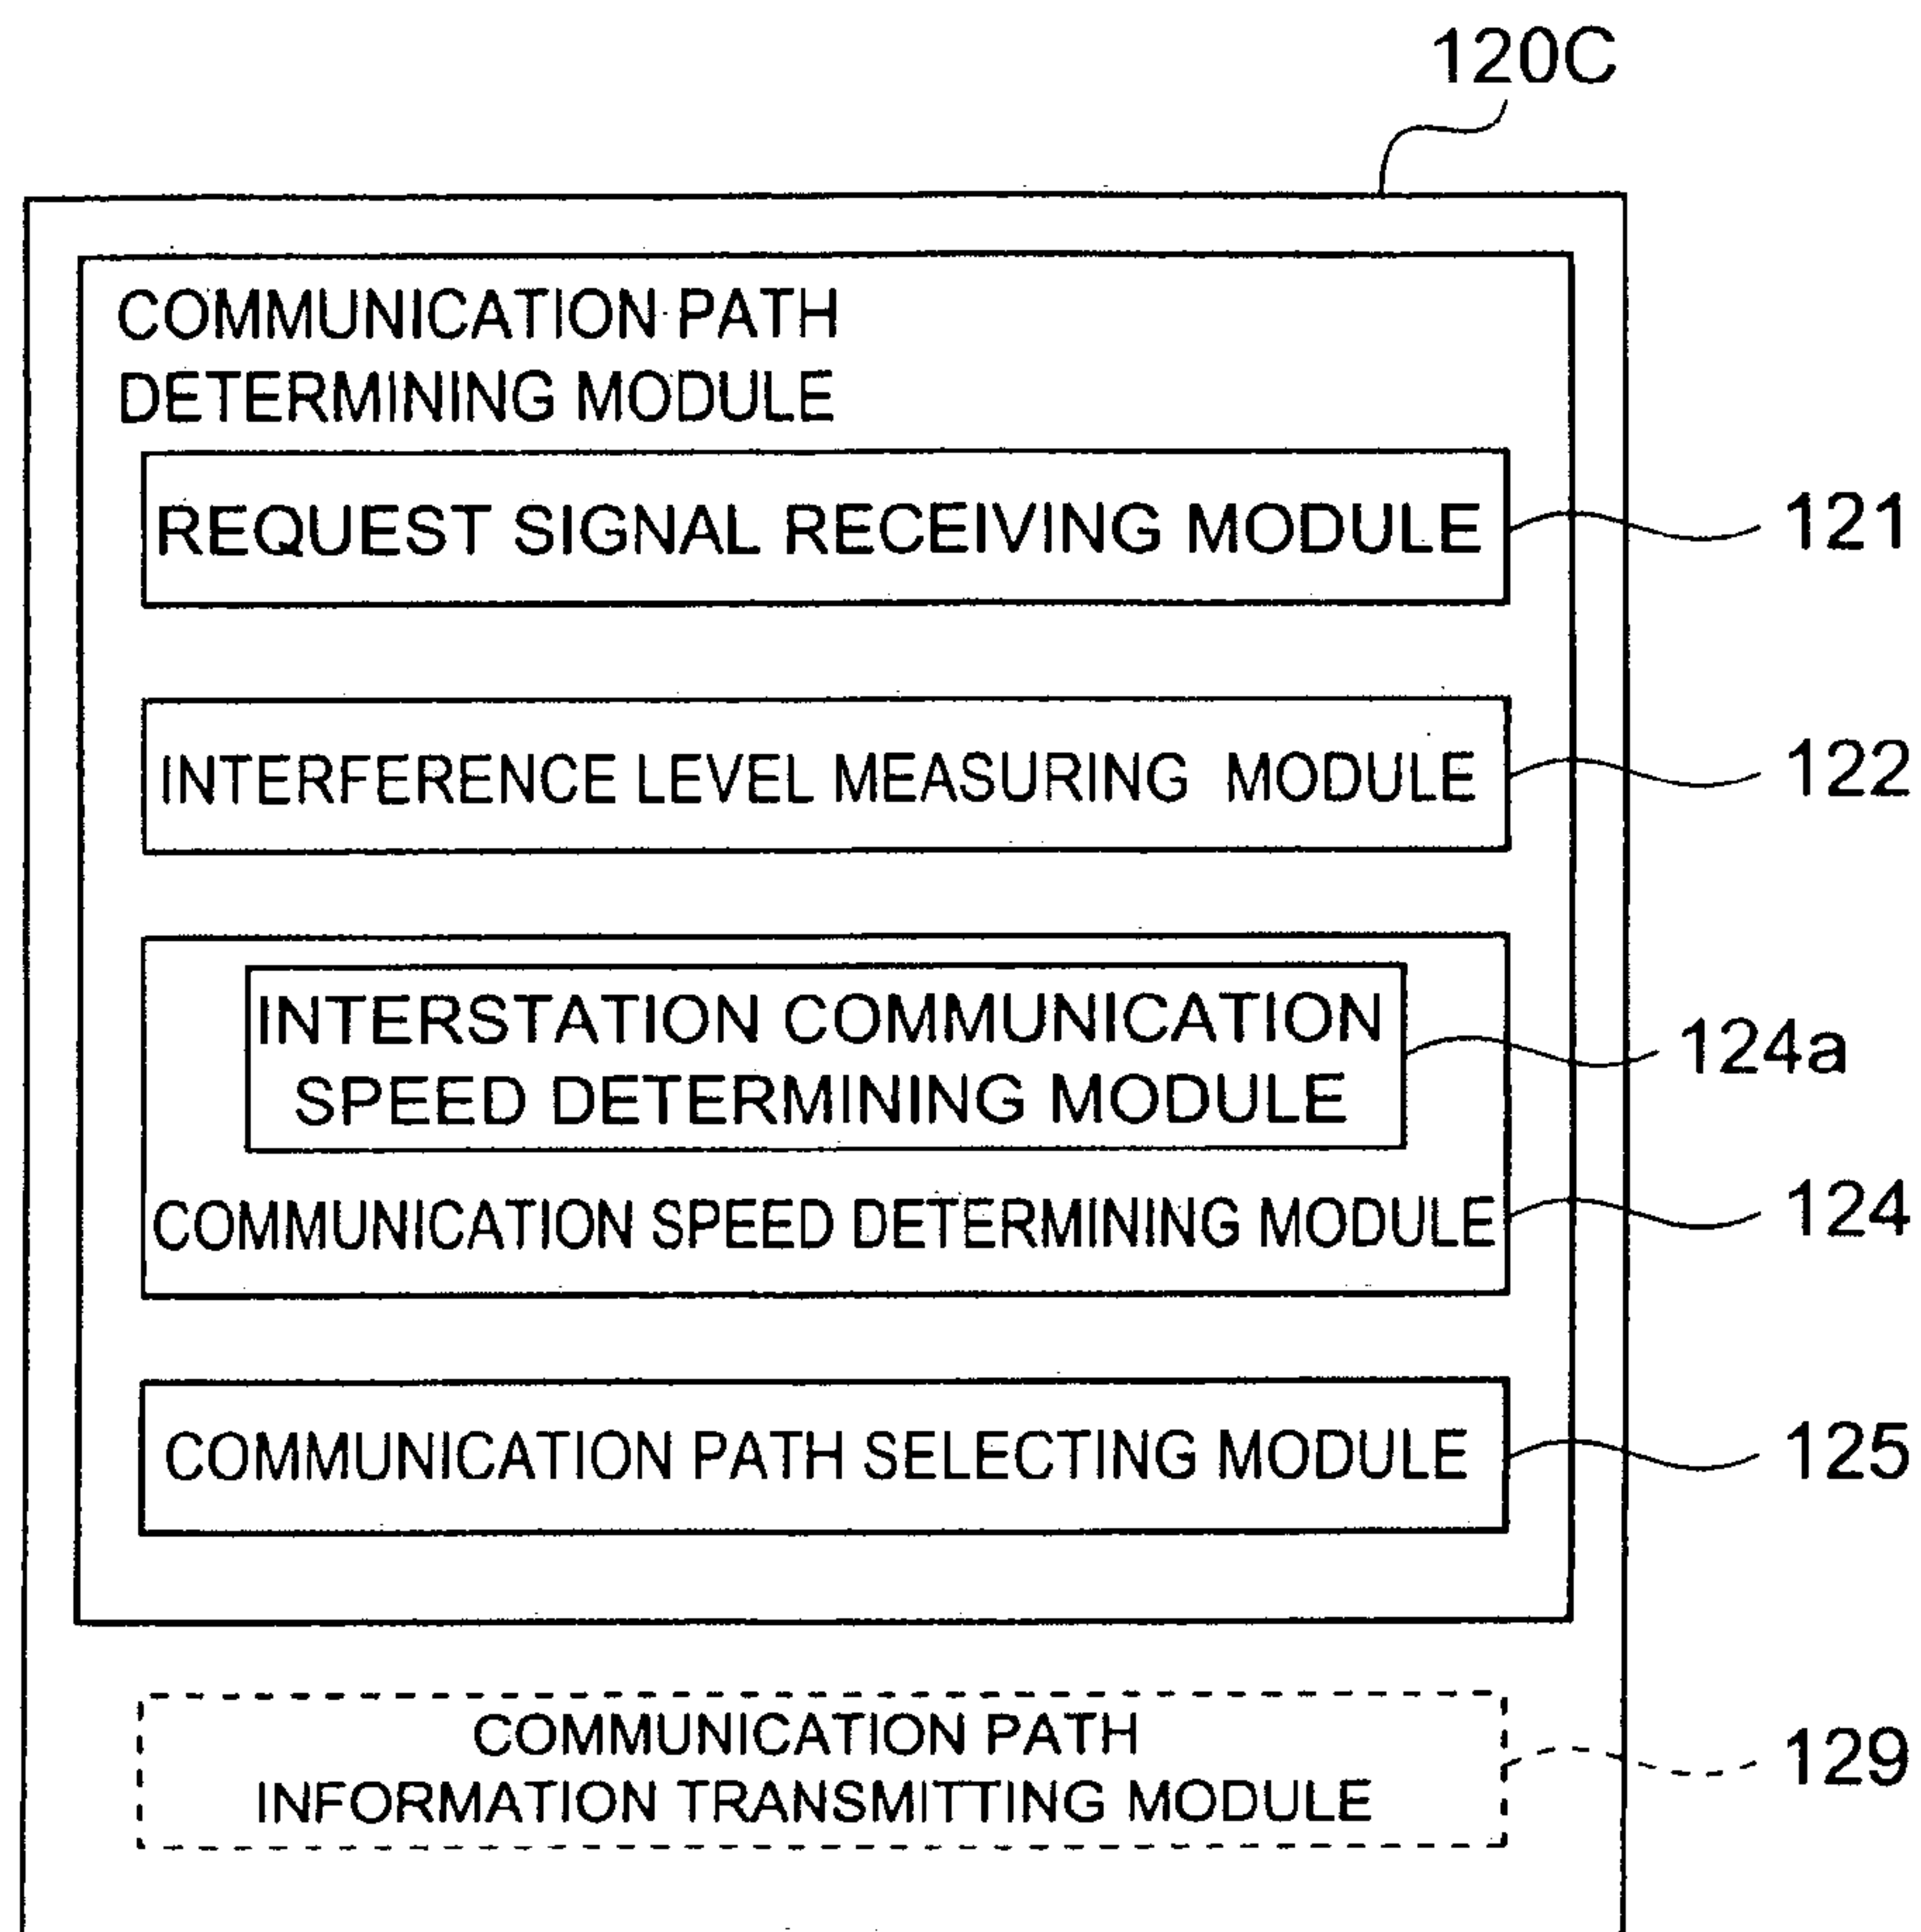 120C
COMMUNICATION PATH
DETERMINING MODULE
REQUEST SIGNAL RECEIVING MODULE
121
INTERFERENCE LEVEL MEASURING MODULE
122
INTERSTATION COMMUNICATION
SPEED DETERMINING MODULE
124a
COMMUNICATION SPEED DETERMINING MODULE
124
COMMUNICATION PATH SELECTING MODULE
125
COMMUNICATION PATH
INFORMATION TRANSMITTING MODULE
129